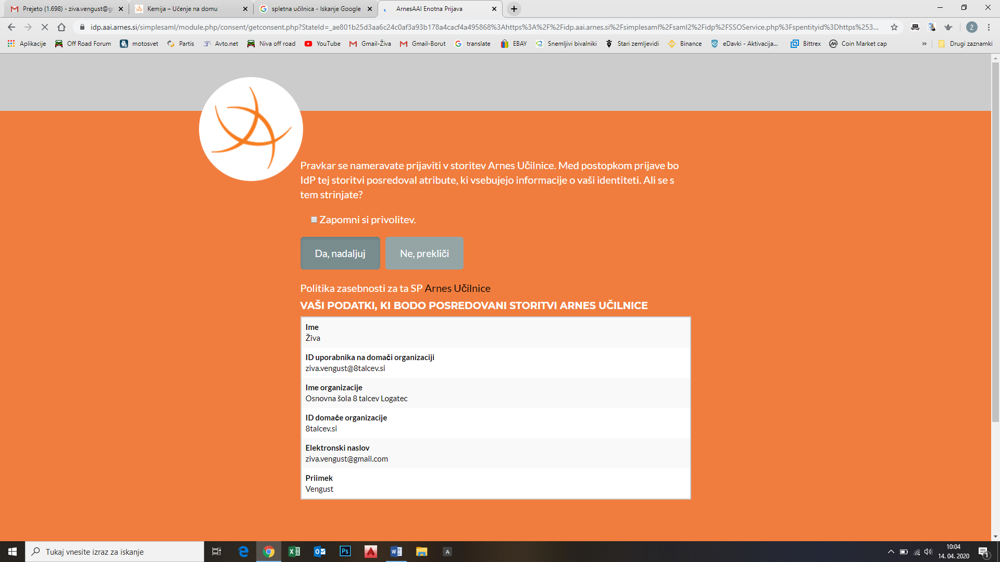 Prejeto (1.698) - ziva.vengust@g
Kemija – Učenje na domu
spletna učilnica - Iskanje Google
ArnesAAI Enotna Prijava
idp.aai.arnes.si/simplesaml/module.php/consent/getconsent.php?StateId=_ae801b25d3aa6c24c0af3a93b178a4cacf4a495868%3Ahttps%3A%2F%2Fidp.aai.arnes.si%2Fsimplesaml%2Fsaml2%2Fidp%2FSSOService.php%3Fspentityid%3Dhttps%253...
Ž
Aplikacije Off Road Forum motosvet Partis Avto.net Niva off road YouTube Gmail-Živa Gmail-Borut translate EBAY Snemljivi bivalniki Stari zemljevidi Binance eDavki - Aktivacija... Bittrex Coin Market cap » Drugi zaznamki
Pravkar se nameravate prijaviti v storitev Arnes Učilnice. Med postopkom prijave bo
IdP tej storitvi posredoval atribute, ki vsebujejo informacije o vaši identiteti. Ali se s
tem strinjate?
Zapomni si privolitev.
Da, nadaljuj
Ne, prekliči
Politika zasebnosti za ta SP Arnes Učilnice
VAŠI PODATKI, KI BODO POSREDOVANI STORITVI ARNES UČILNICE
Ime
Živa
ID uporabnika na domači organizaciji
ziva.vengust@8talcev.si
Ime organizacije
Osnovna šola 8 talcev Logatec
ID domače organizacije
8talcev.si
Elektronski naslov
ziva.vengust@gmail.com
Priimek
Vengust
Tukaj vnesite izraz za iskanje
Ps
A
10:04
14. 04. 2020
1